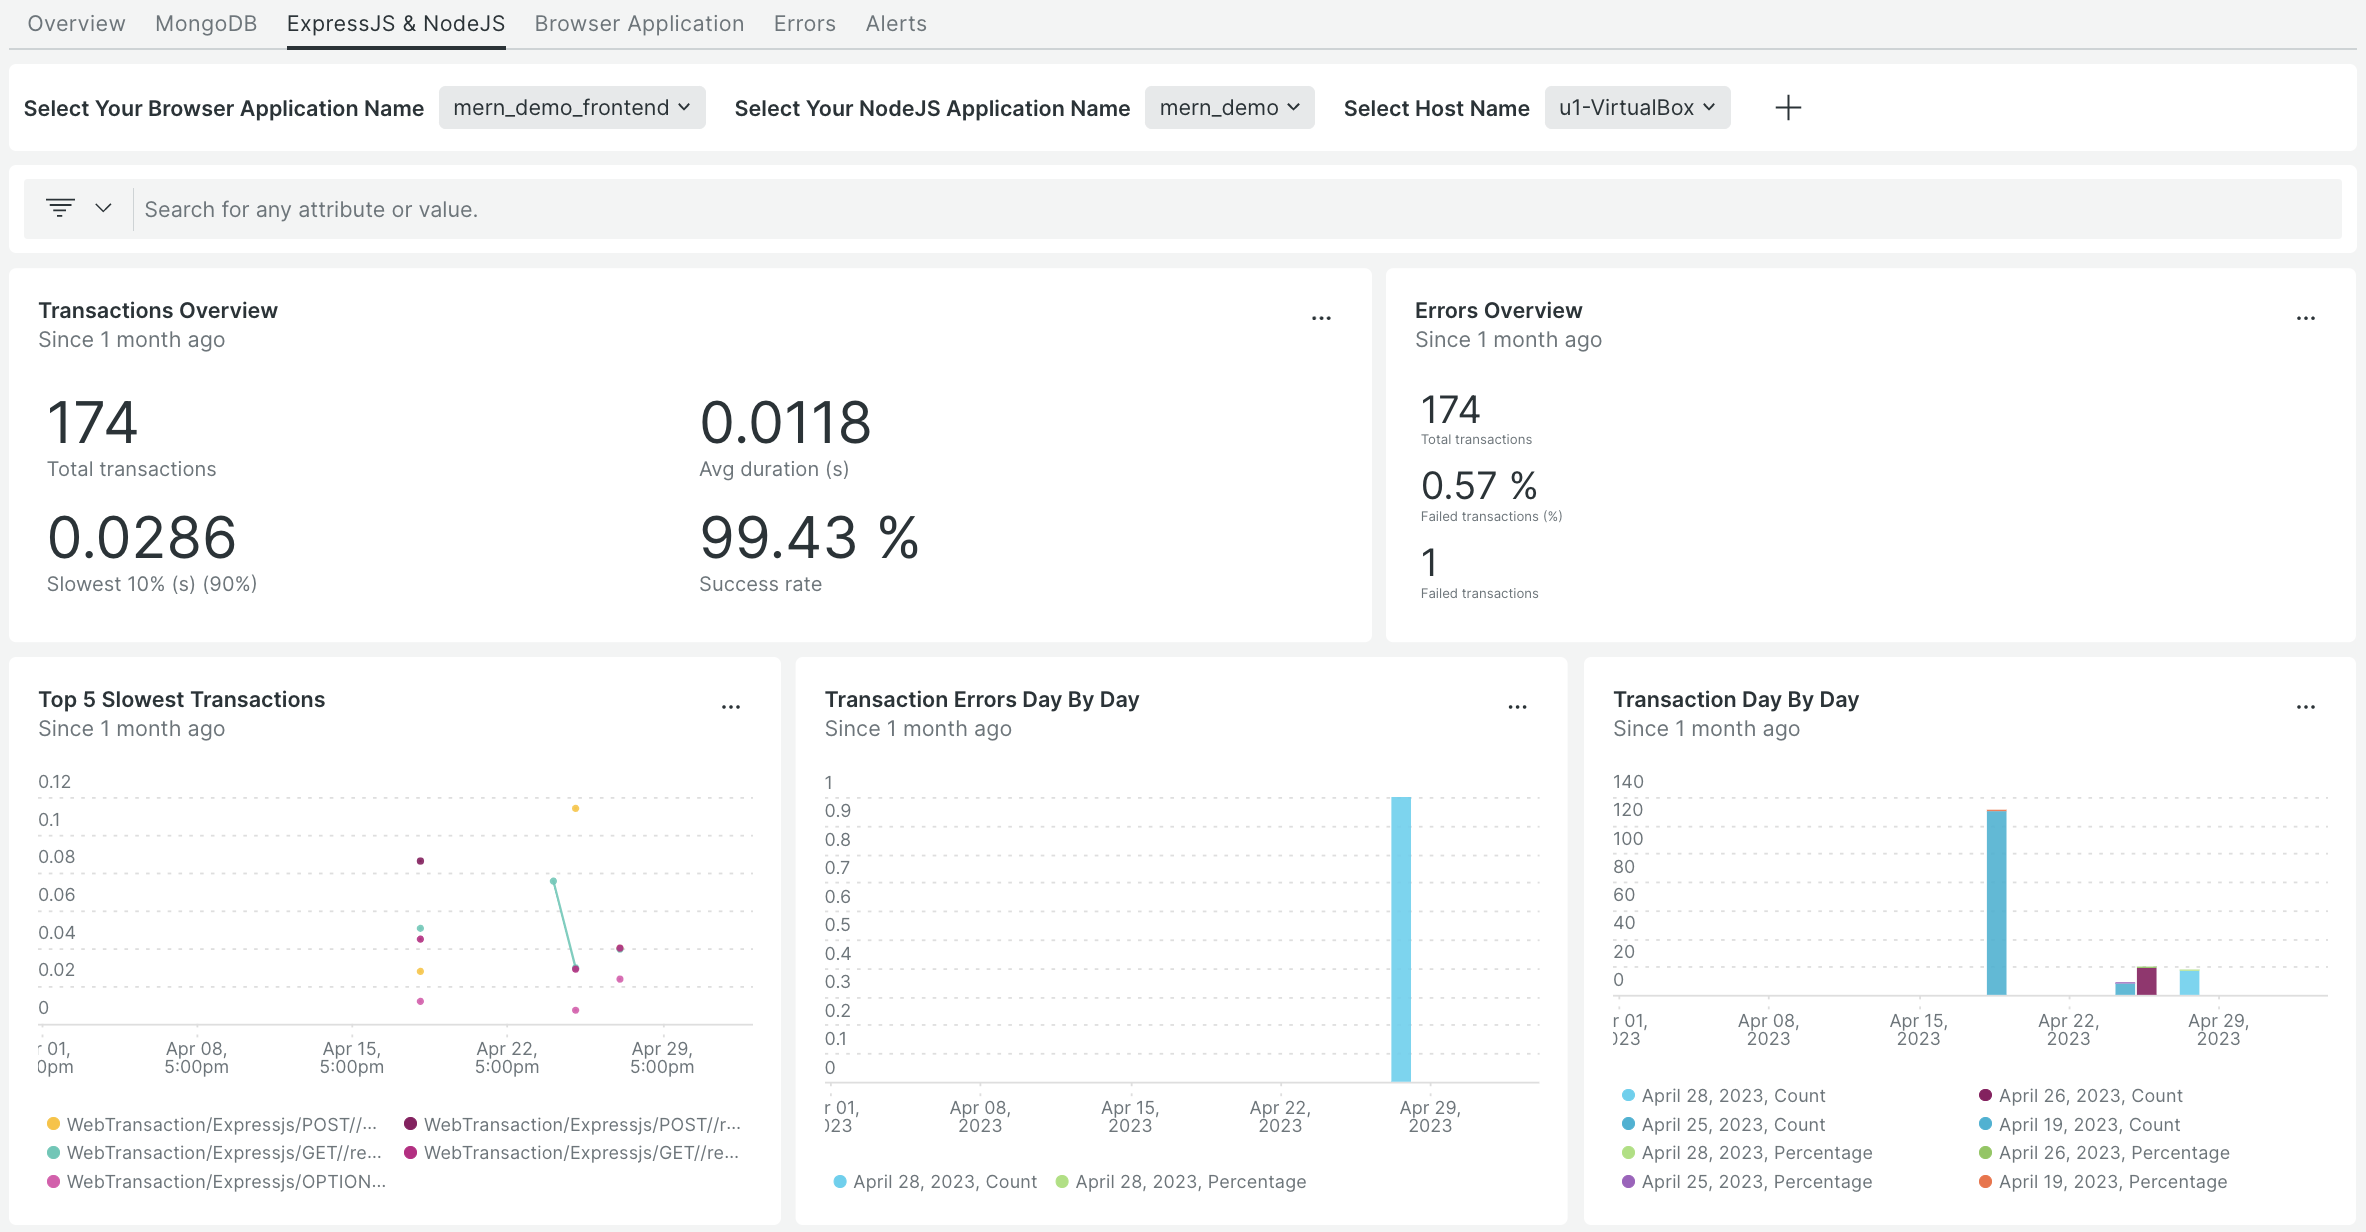 Overview MongoDB ExpressJS & NodeJS Browser Application Errors Alerts
Select Your Browser Application Name mern_demo_frontend Select Your NodeJS Application Name mern_demo Select Host Name u1-VirtualBox
Search for any attribute or value.
Transactions Overview
Since 1 month ago
174
Total transactions
0.0118
Avg duration (s)
0.0286
Slowest 10% (s) (90%)
99.43 %
Success rate
Errors Overview
Since 1 month ago
174
Total transactions
0.57 %
Failed transactions (%)
1
Failed transactions
Top 5 Slowest Transactions
Since 1 month ago
0.12
0.1
0.08
0.06
0.04
0.02
0
r 01, Apr 08, Apr 15, Apr 22, Apr 29,
0pm 5:00pm 5:00pm 5:00pm 5:00pm
WebTransaction/Expressjs/POST//... WebTransaction/Expressjs/POST//r...
WebTransaction/Expressjs/GET//re... WebTransaction/Expressjs/GET//re...
WebTransaction/Expressjs/OPTION...
Transaction Errors Day By Day
Since 1 month ago
1
0.9
0.8
0.7
0.6
0.5
0.4
0.3
0.2
0.1
0
r 01, Apr 08, Apr 15, Apr 22, Apr 29,
023 2023 2023 2023 2023
April 28, 2023, Count April 28, 2023, Percentage
Transaction Day By Day
Since 1 month ago
140
120
100
80
60
40
20
0
r 01, Apr 08, Apr 15, Apr 22, Apr 29,
023 2023 2023 2023 2023
April 28, 2023, Count April 26, 2023, Count
April 25, 2023, Count April 19, 2023, Count
April 28, 2023, Percentage April 26, 2023, Percentage
April 25, 2023, Percentage April 19, 2023, Percentage